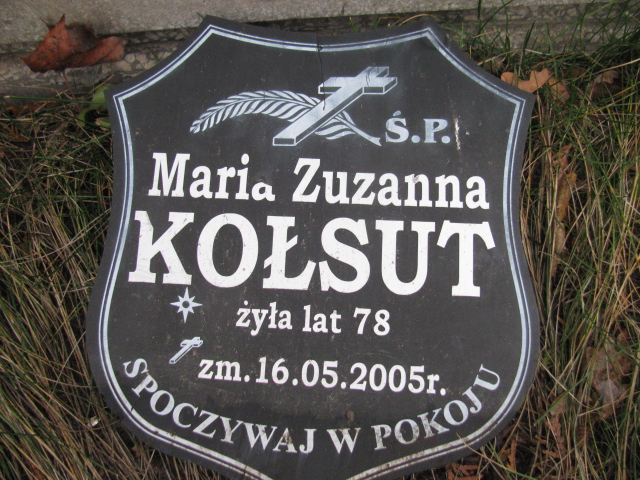 Ś.P.
Maria Zuzanna
KOŁSUT
żyła lat 78
zm. 16.05.2005r.
SPOCZYWAJ W POKOJU